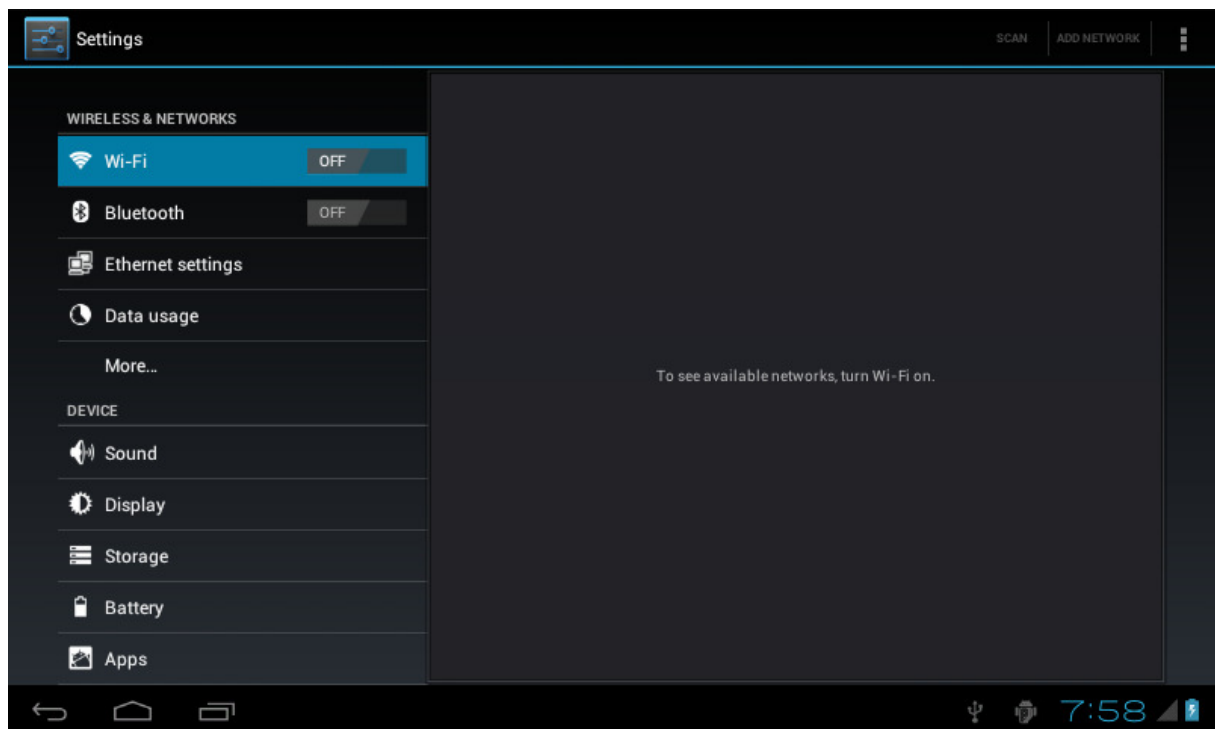 Settings
SCAN
ADD NETWORK
WIRELESS & NETWORKS
Wi-Fi
OFF
Bluetooth
OFF
Ethernet settings
Data usage
More...
To see available networks, turn Wi-Fi on.
DEVICE
Sound
Display
Storage
Battery
Apps
7:58